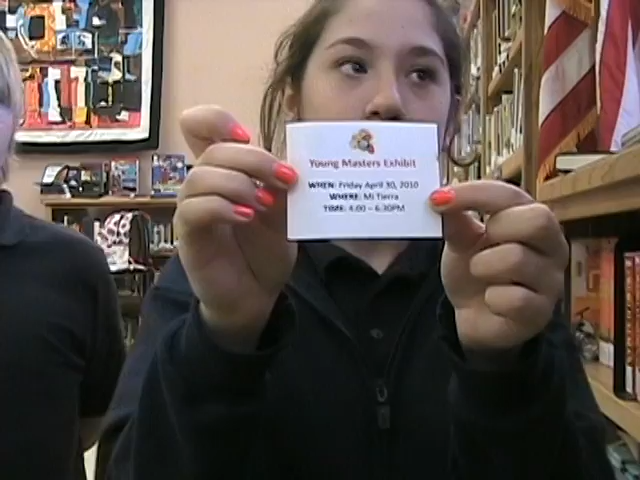 Young Masters Exhibit
WHEN: Friday April 30, 2010
WHERE: Mi Tierra
TIME: 4:00 - 6:30PM